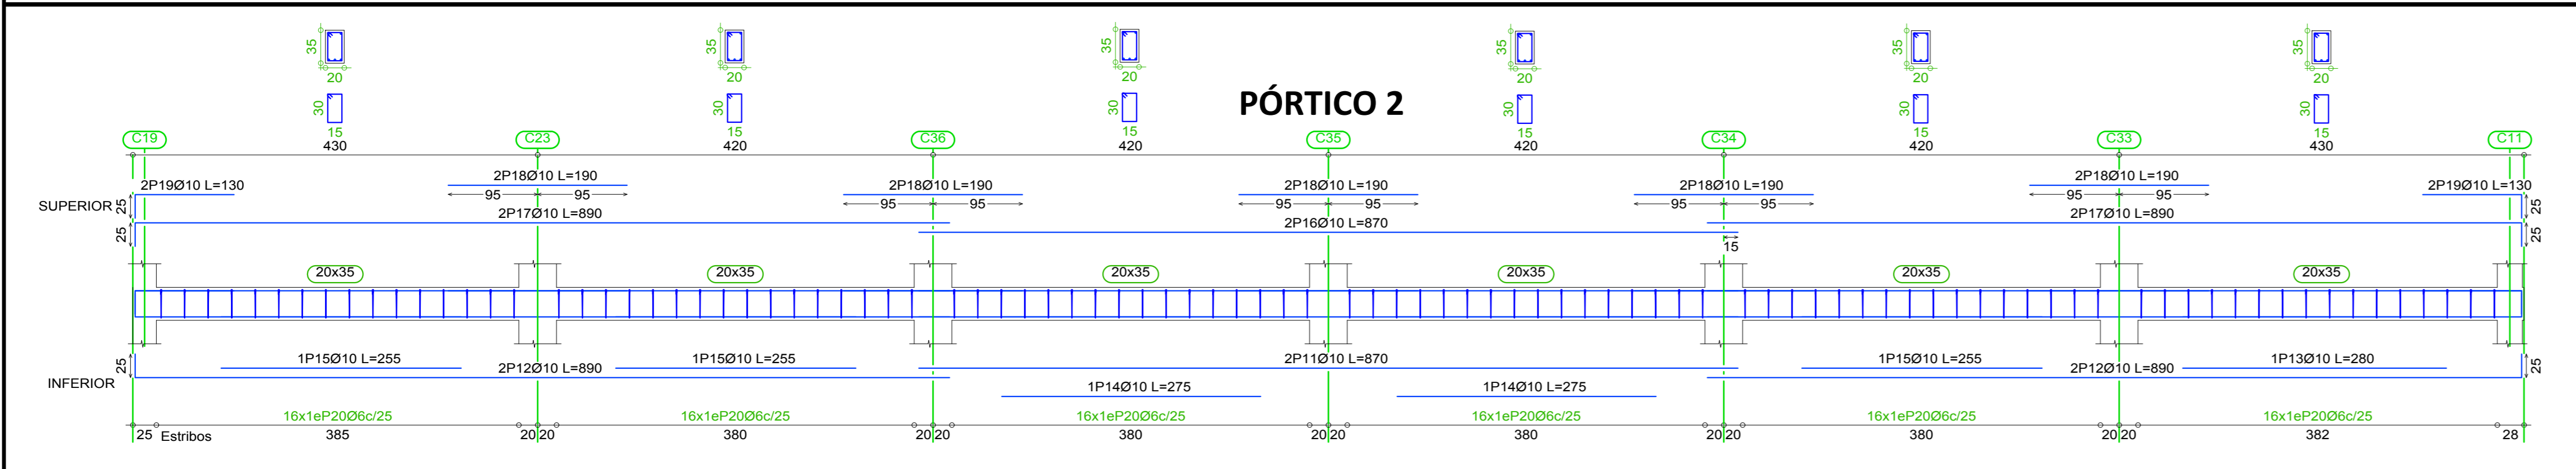 35 35 35 35 35 35
20 20 20 20 20 20
PÓRTICO 2
30 30 30 30 30 30
15 15 15 15 15 15
C19 C23 C36 C35 C34 C33 C11
430 420 420 420 420 430
2P19Ø10 L=130 2P18Ø10 L=190 2P18Ø10 L=190 2P18Ø10 L=190 2P18Ø10 L=190 2P18Ø10 L=190 2P19Ø10 L=130
95 95 95 95 95 95 95 95 95 95
SUPERIOR 25 25
2P17Ø10 L=890 2P16Ø10 L=870 2P17Ø10 L=890
25 15 25
20x35 20x35 20x35 20x35 20x35 20x35
1P15Ø10 L=255 1P15Ø10 L=255 2P11Ø10 L=870 1P15Ø10 L=255 1P13Ø10 L=280
25 2P12Ø10 L=890 2P12Ø10 L=890 25
INFERIOR 1P14Ø10 L=275 1P14Ø10 L=275
16x1eP20Ø6c/25 16x1eP20Ø6c/25 16x1eP20Ø6c/25 16x1eP20Ø6c/25 16x1eP20Ø6c/25 16x1eP20Ø6c/25
25 Estribos 385 20 20 380 20 20 380 20 20 380 20 20 380 20 20 382 28